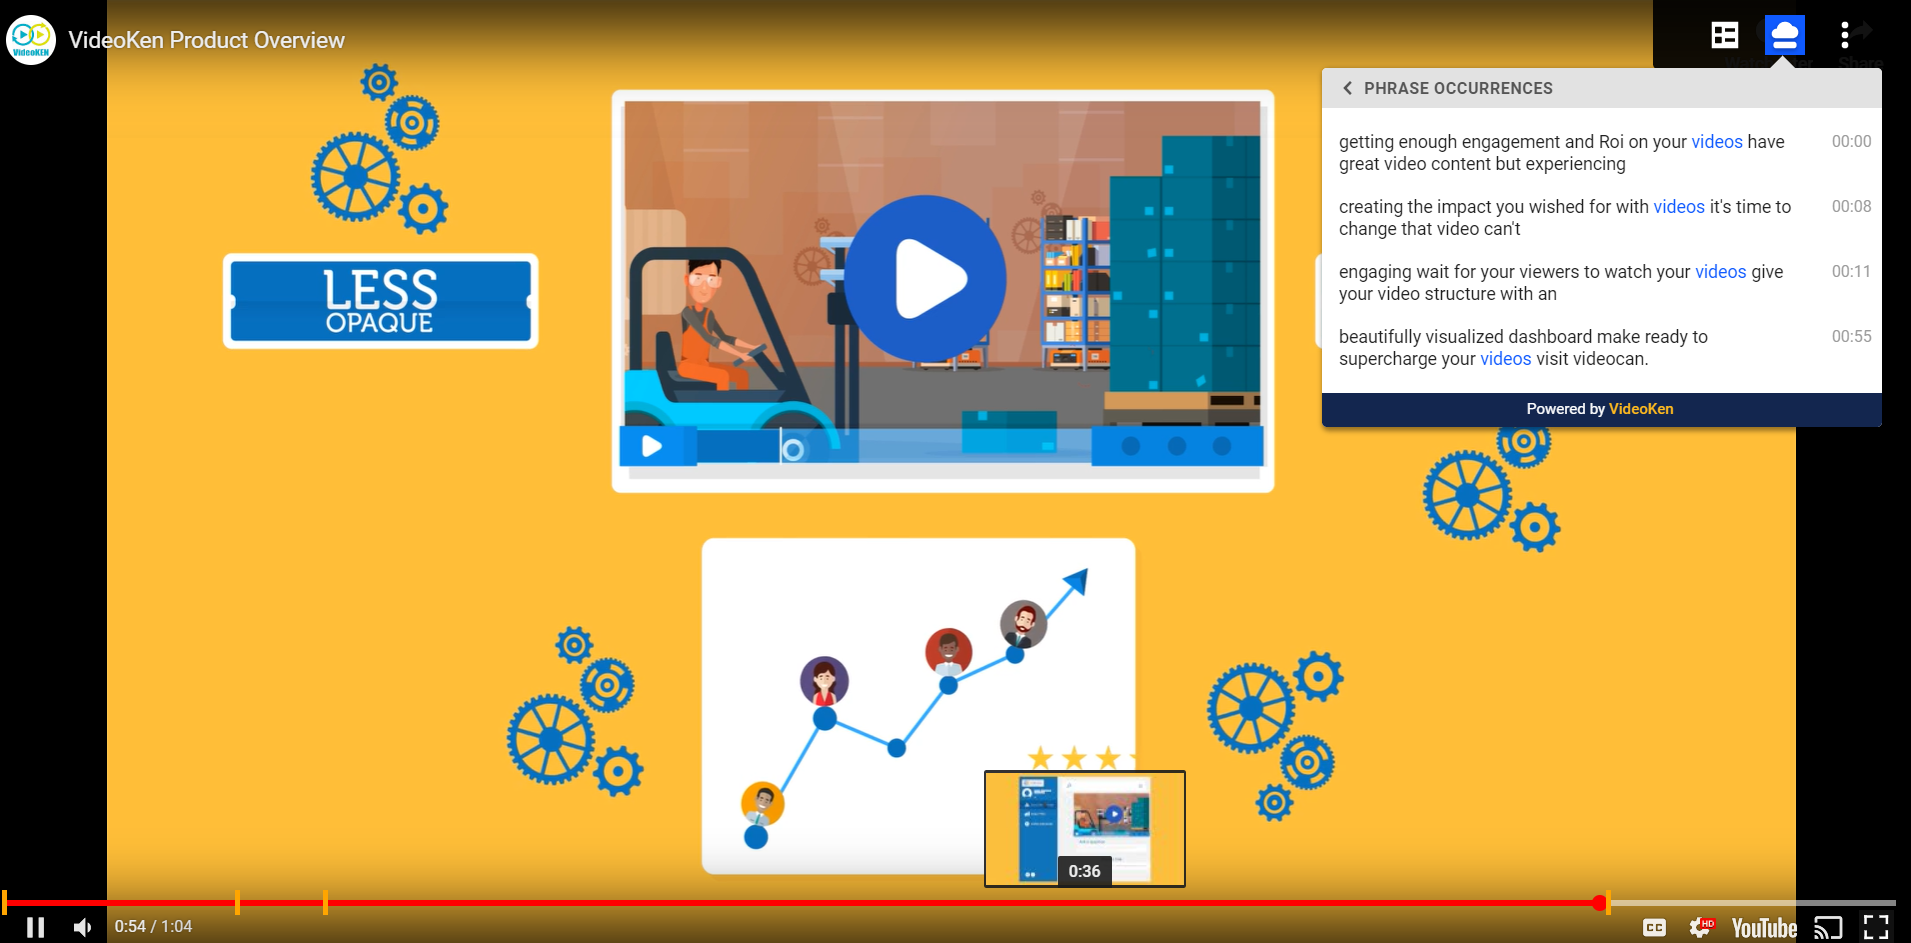 VideoKEN
VideoKen Product Overview
Share
PHRASE OCCURRENCES
getting enough engagement and Roi on your videos have
great video content but experiencing
00:00
creating the impact you wished for with videos it's time to
change that video can't
00:08
engaging wait for your viewers to watch your videos give
your video structure with an
00:11
beautifully visualized dashboard make ready to
supercharge your videos visit videocan.
00:55
Powered by VideoKen
LESS
OPAQUE
0:36
0:54 / 1:04
CC
HD
YouTube